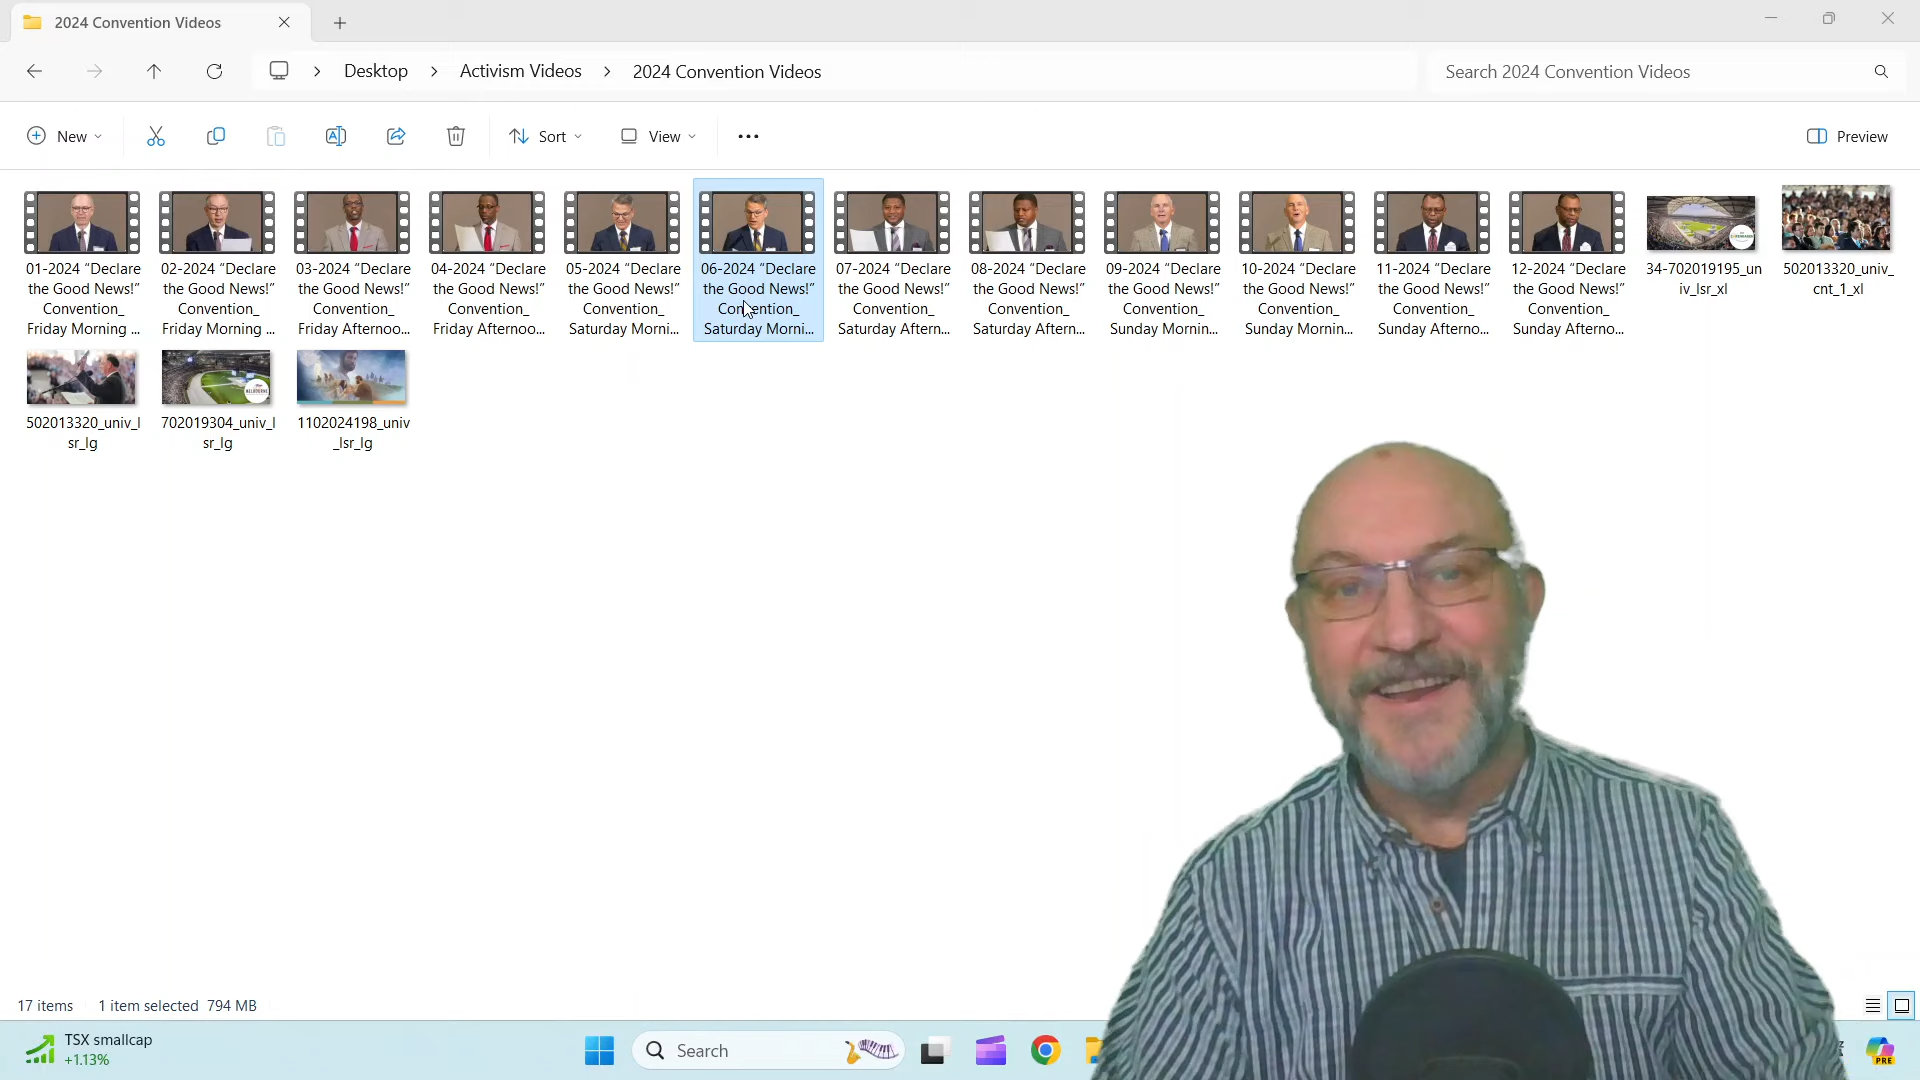 2024 Convention Videos
Desktop > Activism Videos > 2024 Convention Videos
Search 2024 Convention Videos
New
Sort
View
Preview
01-2024 “Declare
the Good News!”
Convention_
Friday Morning ...
02-2024 “Declare
the Good News!”
Convention_
Friday Morning ...
03-2024 “Declare
the Good News!”
Convention_
Friday Afternoo...
04-2024 “Declare
the Good News!”
Convention_
Friday Afternoo...
05-2024 “Declare
the Good News!”
Convention_
Saturday Morni...
06-2024 “Declare
the Good News!”
Convention_
Saturday Morni...
07-2024 “Declare
the Good News!”
Convention_
Saturday Aftern...
08-2024 “Declare
the Good News!”
Convention_
Saturday Aftern...
09-2024 “Declare
the Good News!”
Convention_
Sunday Mornin...
10-2024 “Declare
the Good News!”
Convention_
Sunday Mornin...
11-2024 “Declare
the Good News!”
Convention_
Sunday Afterno...
12-2024 “Declare
the Good News!”
Convention_
Sunday Afterno...
34-702019195_un
iv_lsr_xl
502013320_univ_
cnt_1_xl
502013320_univ_l
sr_lg
702019304_univ_l
sr_lg
1102024198_univ
_lsr_lg
17 items
1 item selected 794 MB
TSX smallcap
+1.13%
Search
PRE